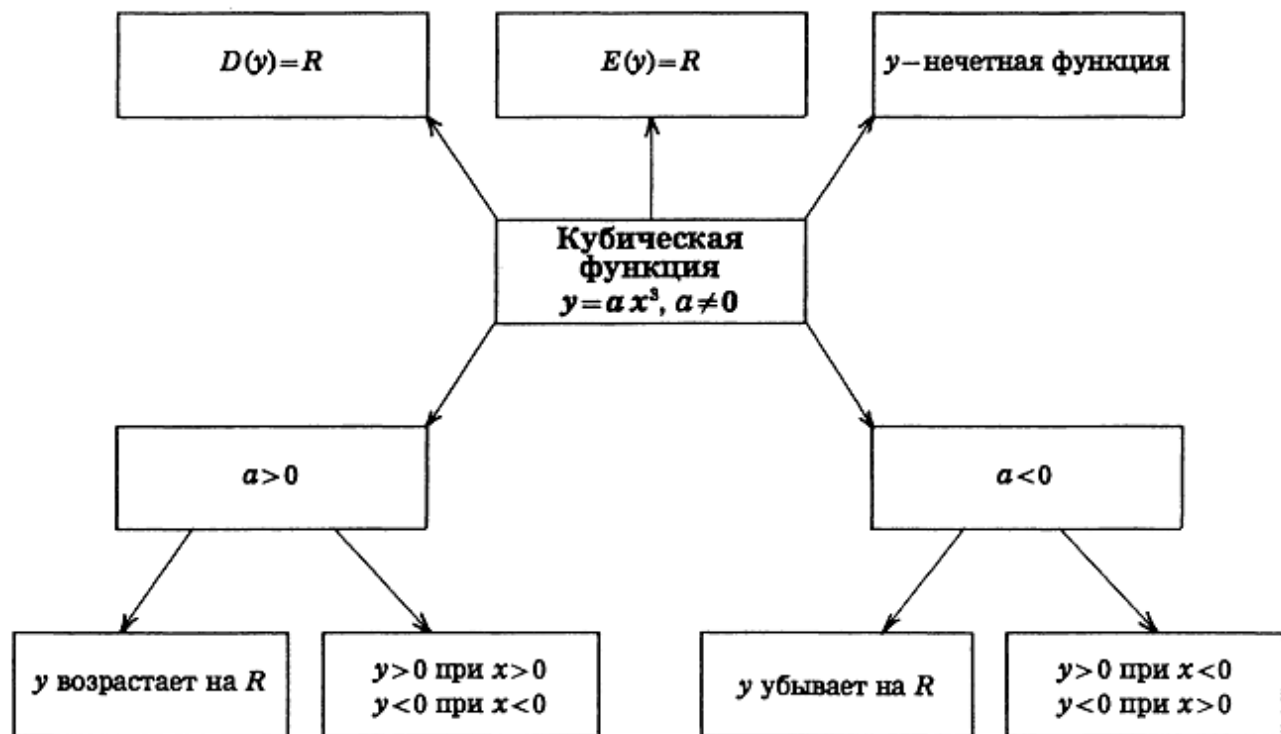 D(y)=R
E(y)=R
y–нечетная функция
Кубическая
функция
y=a x³, a≠0
a>0
a<0
y возрастает на R
y>0 при x>0
y<0 при x<0
y убывает на R
y>0 при x<0
y<0 при x>0